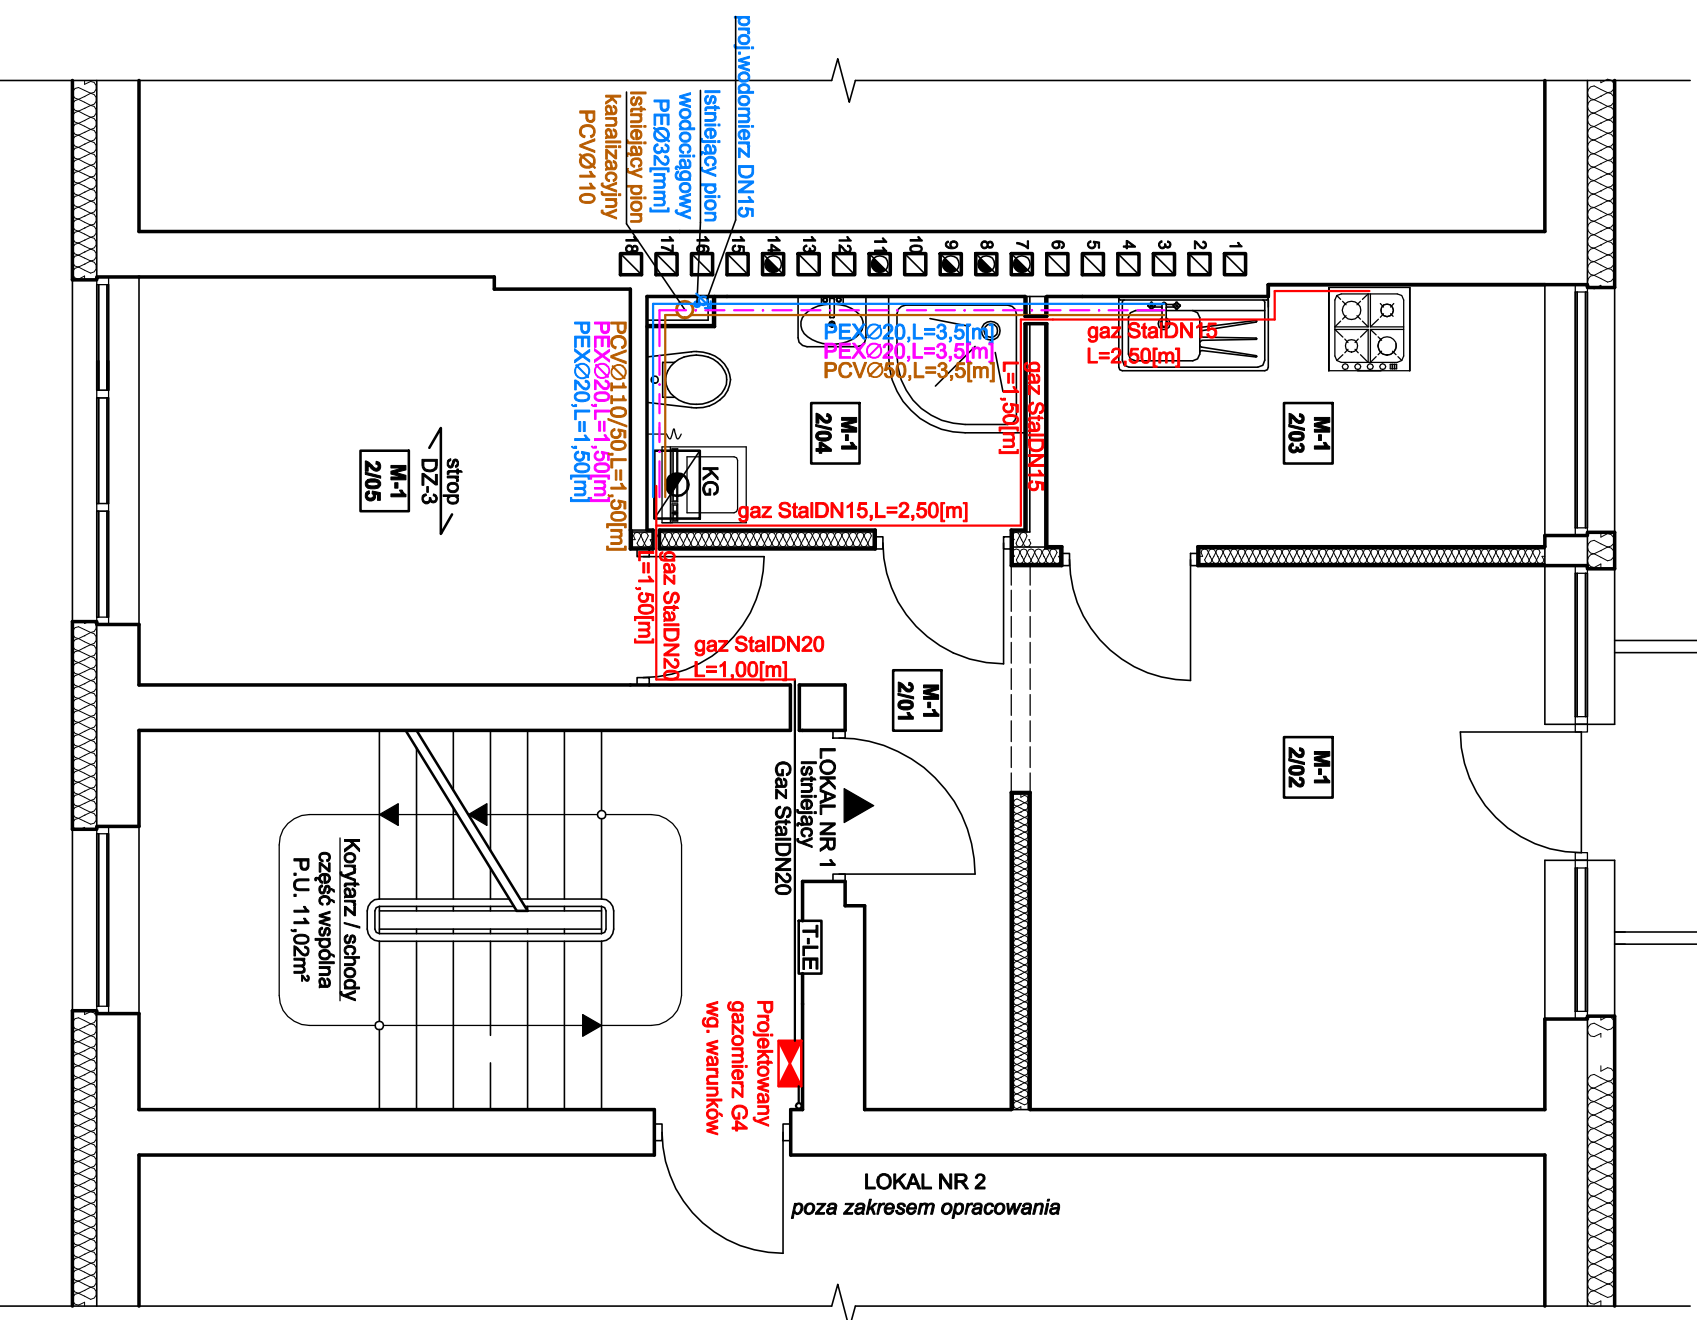 proj.wodomierz DN15
Istniejący pion
wodociągowy
PEØ32[mm]
Istniejący pion
kanalizacyjny
PCVØ110
18
17
16
15
14
13
12
11
10
9
8
7
6
5
4
3
2
1
PEXØ20,L=3,5[m]
PEXØ20,L=3,5[m]
PCVØ50,L=3,5[m]
gaz StalDN15
L=2,50[m]
gaz StalDN15
L=1,50[m]
PCVØ110/50,L=1,50[m]
PEXØ20,L=1,50[m]
PEXØ20,L=1,50[m]
M-1
2/04
M-1
2/03
strop
DZ-3
M-1
2/05
KG
gaz StalDN15,L=2,50[m]
gaz StalDN20
L=1,50[m]
gaz StalDN20
L=1,00[m]
M-1
2/01
M-1
2/02
LOKAL NR 1
Istniejący
Gaz StalDN20
Korytarz / schody
część wspólna
P.U. 11,02m²
T-LE
Projektowany
gazomierz G4
wg. warunków
LOKAL NR 2
poza zakresem opracowania